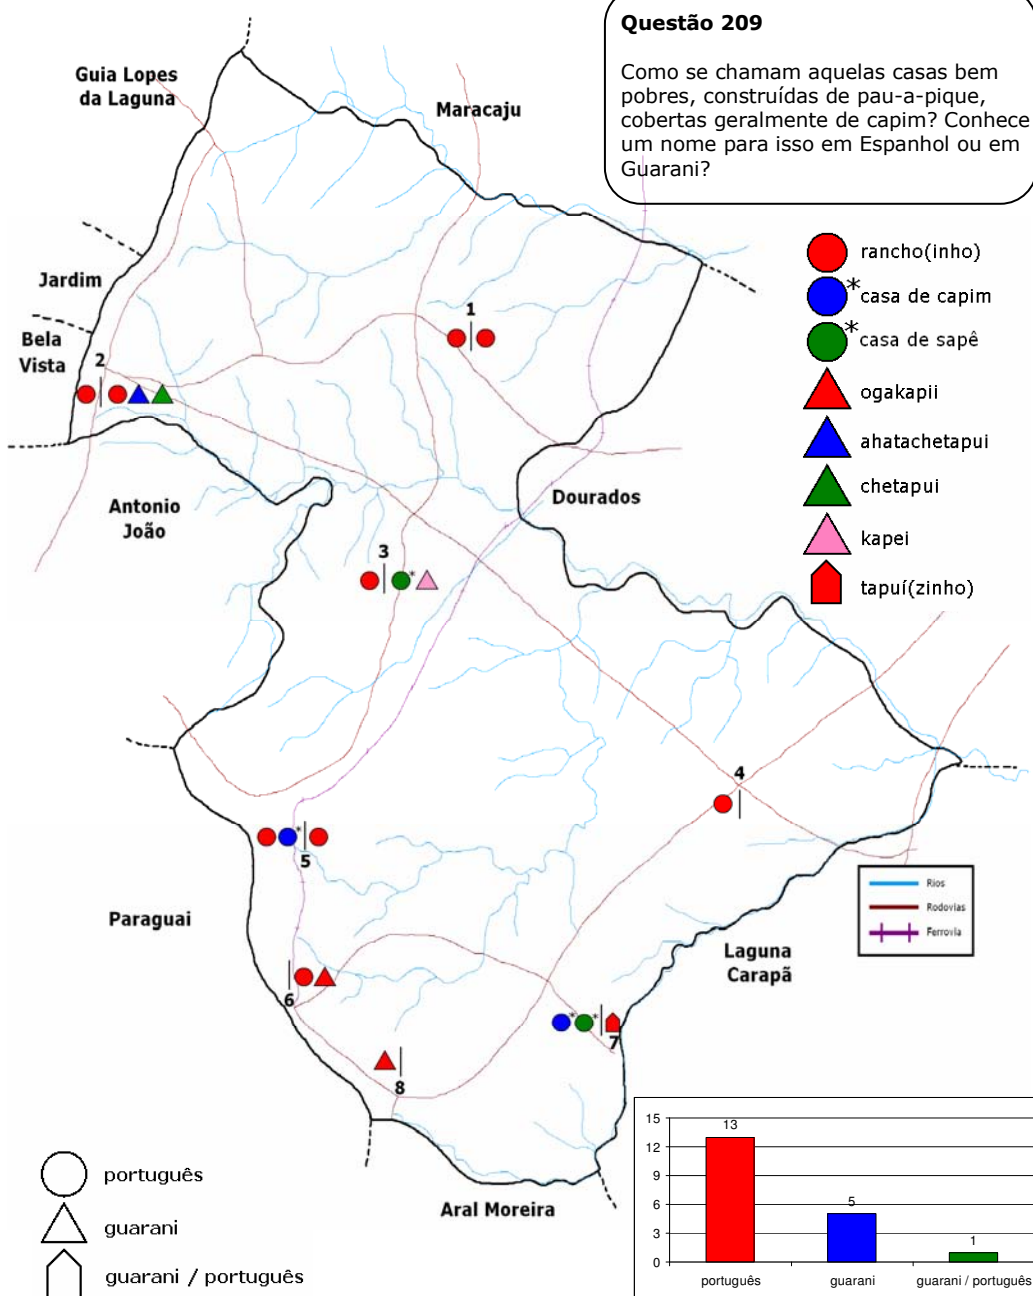 Questão 209
Como se chamam aquelas casas bem
pobres, construídas de pau-a-pique,
cobertas geralmente de capim? Conhece
um nome para isso em Espanhol ou em
Guarani?
Guia Lopes
da Laguna
Maracaju
Jardim
Bela
Vista
Antonio
João
Dourados
Paraguai
Laguna
Carapã
Aral Moreira
1
2
3
4
5
6
7
8
rancho(inho)
*casa de capim
*casa de sapê
ogakapii
ahatachetapui
chetapui
kapei
tapuí(zinho)
*
*
*
*
Rios
Rodovias
Ferrovia
português
guarani
guarani / português
15
12
9
6
3
0
13
5
1
português
guarani
guarani / português